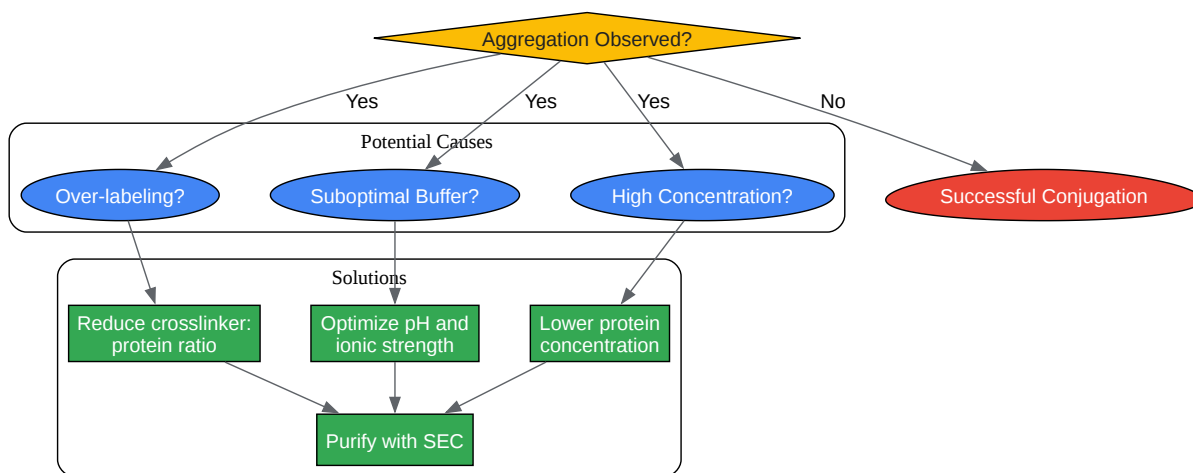 Aggregation Observed?
Yes
Yes
Yes
No
Potential Causes
Over-labeling?
Suboptimal Buffer?
High Concentration?
Successful Conjugation
Solutions
Reduce crosslinker:
protein ratio
Optimize pH and
ionic strength
Lower protein
concentration
Purify with SEC